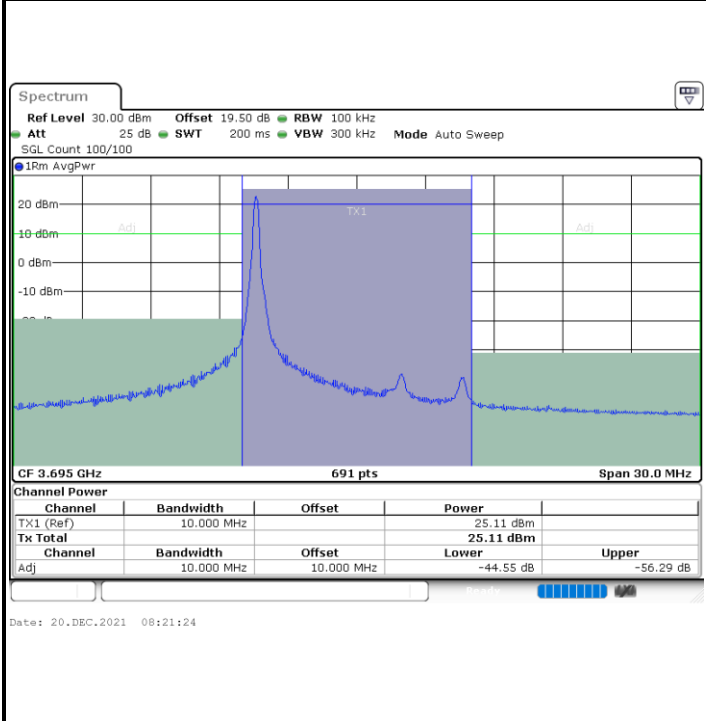 Spectrum
Ref Level 30.00 dBm Offset 19.50 dB RBW 100 kHz
Att 25 dB SWT 200 ms VBW 300 kHz Mode Auto Sweep
SGL Count 100/100
1Rm AvgPwr
20 dBm
TX1
Adj
10 dBm
Adj
0 dBm
-10 dBm
CF 3.695 GHz 691 pts Span 30.0 MHz
Channel Power
Channel Bandwidth Offset Power
TX1 (Ref) 10.000 MHz 25.11 dBm
Tx Total 25.11 dBm
Channel Bandwidth Offset Lower Upper
Adj 10.000 MHz 10.000 MHz -44.55 dB -56.29 dB
Ready
Date: 20.DEC.2021 08:21:24